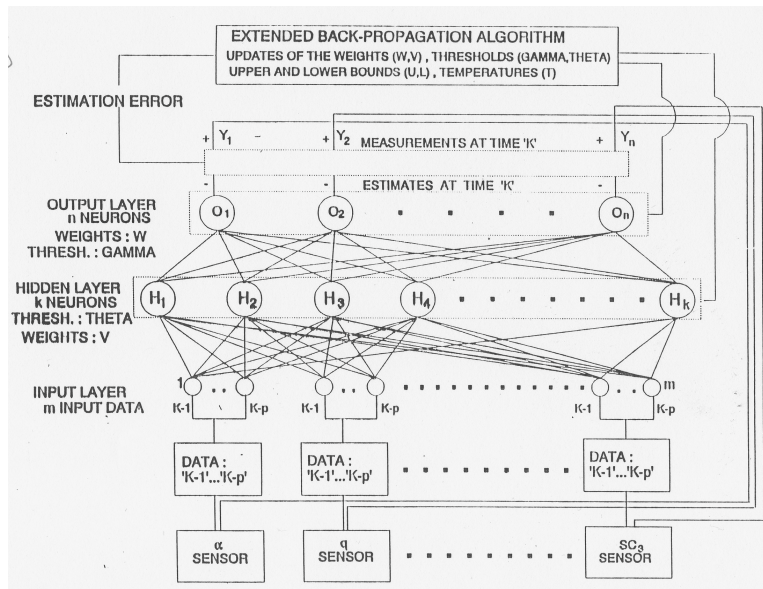 EXTENDED BACK-PROPAGATION ALGORITHM
UPDATES OF THE WEIGHTS (W,V) , THRESHOLDS (GAMMA,THETA)
UPPER AND LOWER BOUNDS (U,L) , TEMPERATURES (T)
ESTIMATION ERROR
+ Y1 – + Y2 + Yn
MEASUREMENTS AT TIME 'K'
- - ESTIMATES AT TIME 'K' -
OUTPUT LAYER
n NEURONS
WEIGHTS : W
THRESH. : GAMMA
O1 O2 . . . . On
HIDDEN LAYER
k NEURONS
THRESH. : THETA
WEIGHTS : V
H1 H2 H3 H4 Hk
INPUT LAYER
m INPUT DATA
1 m
K-1 K-p K-1 K-p K-1 K-p
DATA :
'K-1'...'K-p'
DATA :
'K-1'...'K-p'
DATA :
'K-1'...'K-p'
α
SENSOR
q
SENSOR
SC3
SENSOR